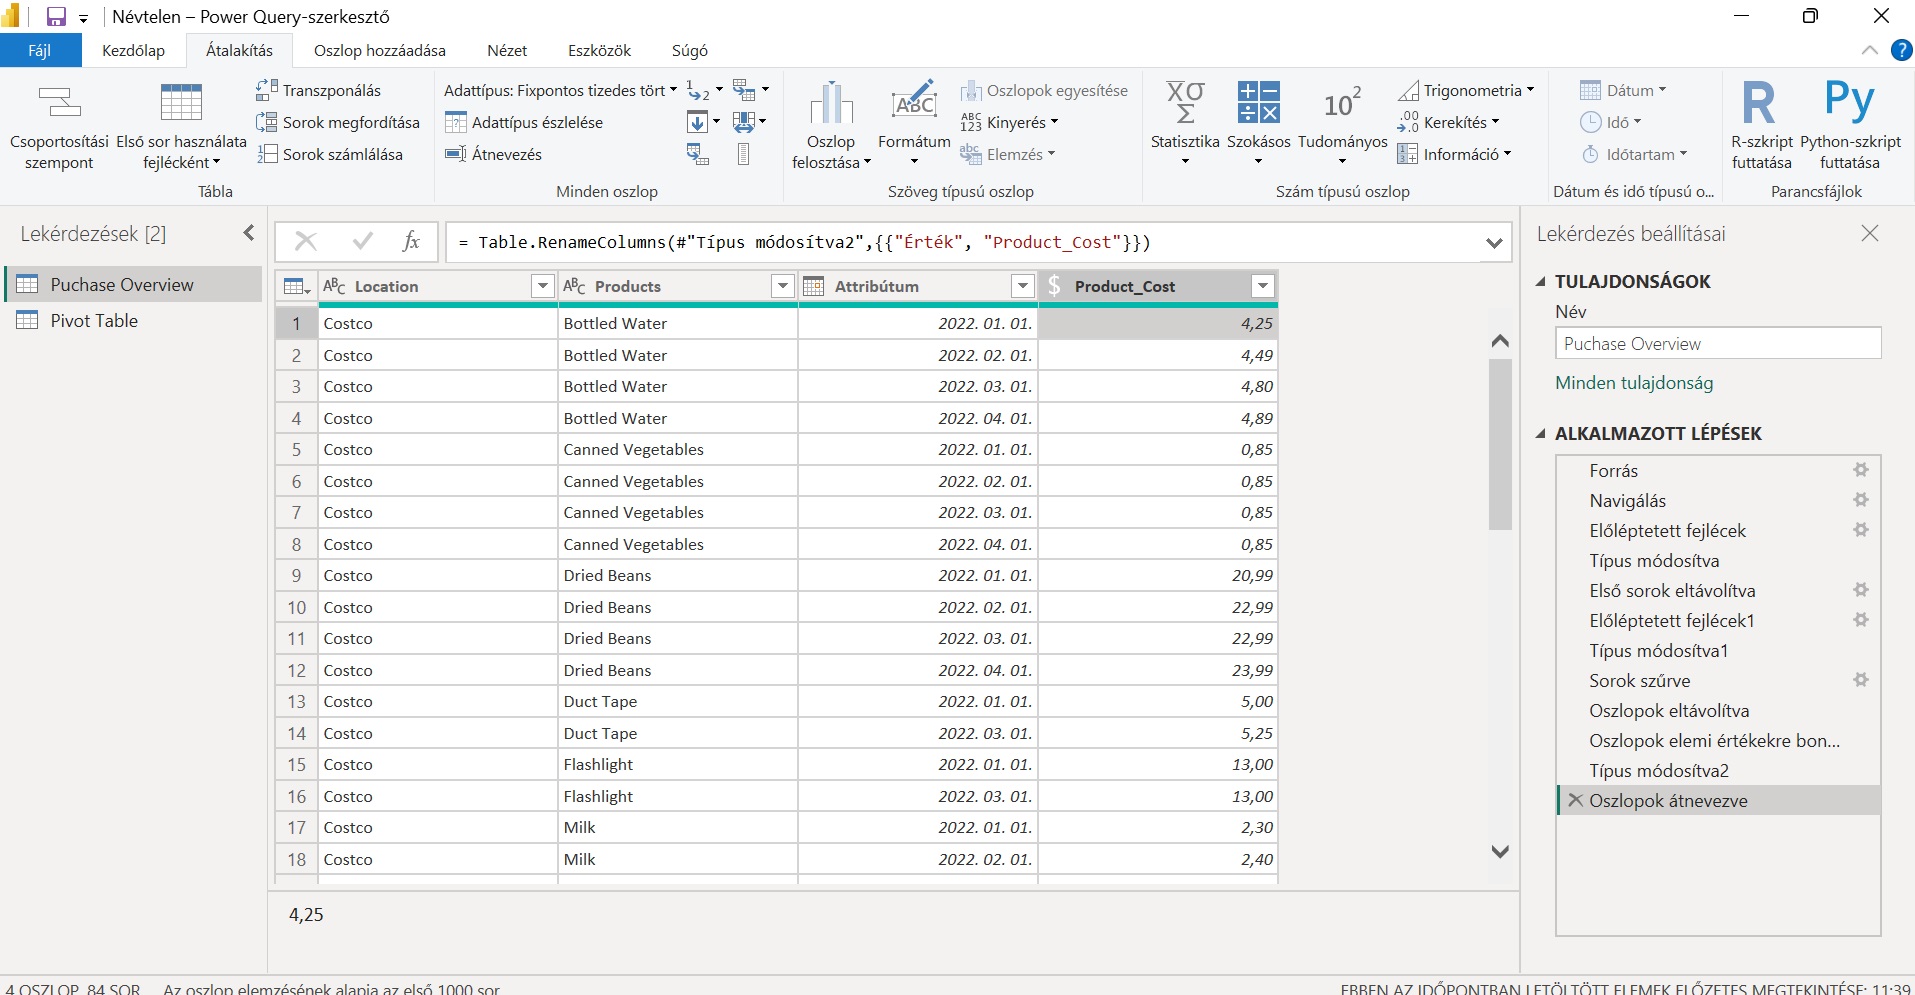 Névtelen – Power Query-szerkesztő
Fájl
Kezdőlap
Átalakítás
Oszlop hozzáadása
Nézet
Eszközök
Súgó
?
Csoportosítási
szempont
Első sor használata
fejlécként
Transzponálás
Sorok megfordítása
Sorok számlálása
Tábla
Adattípus: Fixpontos tizedes tört
Adattípus észlelése
Átnevezés
1
2
Minden oszlop
Oszlop
felosztása
ABC
Formátum
Oszlopok egyesítése
ABC
123
Kinyerés
abc
Elemzés
Szöveg típusú oszlop
Statisztika
Szokásos
10²
Tudományos
Trigonometria
.00
.0
Kerekítés
Információ
Szám típusú oszlop
Dátum
Idő
Időtartam
Dátum és idő típusú o...
R
R-szkript
futtatása
Py
Python-szkript
futtatása
Parancsfájlok
Lekérdezések [2]
Puchase Overview
Pivot Table
fx
= Table.RenameColumns(#"Típus módosítva2",{{"Érték", "Product_Cost"}})
ABC Location ABC Products Attribútum $ Product_Cost
1 Costco Bottled Water 2022. 01. 01. 4,25
2 Costco Bottled Water 2022. 02. 01. 4,49
3 Costco Bottled Water 2022. 03. 01. 4,80
4 Costco Bottled Water 2022. 04. 01. 4,89
5 Costco Canned Vegetables 2022. 01. 01. 0,85
6 Costco Canned Vegetables 2022. 02. 01. 0,85
7 Costco Canned Vegetables 2022. 03. 01. 0,85
8 Costco Canned Vegetables 2022. 04. 01. 0,85
9 Costco Dried Beans 2022. 01. 01. 20,99
10 Costco Dried Beans 2022. 02. 01. 22,99
11 Costco Dried Beans 2022. 03. 01. 22,99
12 Costco Dried Beans 2022. 04. 01. 23,99
13 Costco Duct Tape 2022. 01. 01. 5,00
14 Costco Duct Tape 2022. 03. 01. 5,25
15 Costco Flashlight 2022. 01. 01. 13,00
16 Costco Flashlight 2022. 03. 01. 13,00
17 Costco Milk 2022. 01. 01. 2,30
18 Costco Milk 2022. 02. 01. 2,40
4,25
Lekérdezés beállításai
TULAJDONSÁGOK
Név
Puchase Overview
Minden tulajdonság
ALKALMAZOTT LÉPÉSEK
Forrás
Navigálás
Előléptetett fejlécek
Típus módosítva
Első sorok eltávolítva
Előléptetett fejlécek1
Típus módosítva1
Sorok szűrve
Oszlopok eltávolítva
Oszlopok elemi értékekre bon...
Típus módosítva2
Oszlopok átnevezve
4 OSZLOP, 84 SOR
Az oszlop elemzésének alapja az első 1000 sor
EBBEN AZ IDŐPONTBAN LETÖLTÖTT ELEMEK ELŐZETES MEGTEKINTÉSE: 11:39